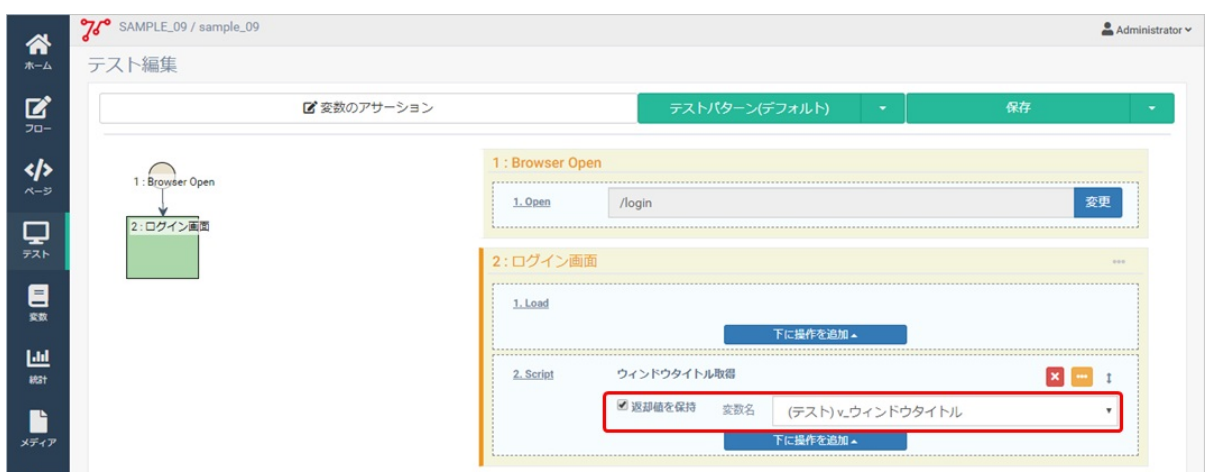 SAMPLE_09 / sample_09
Administrator
ホーム
テスト編集
フロー
変数のアサーション
テストパターン(デフォルト)
保存
ページ
1 : Browser Open
2 : ログイン画面
1 : Browser Open
1. Open
/login
変更
テスト
2 : ログイン画面
変数
1. Load
下に操作を追加
統計
2. Script
ウィンドウタイトル取得
返却値を保持
変数名
(テスト) v_ウィンドウタイトル
メディア
下に操作を追加